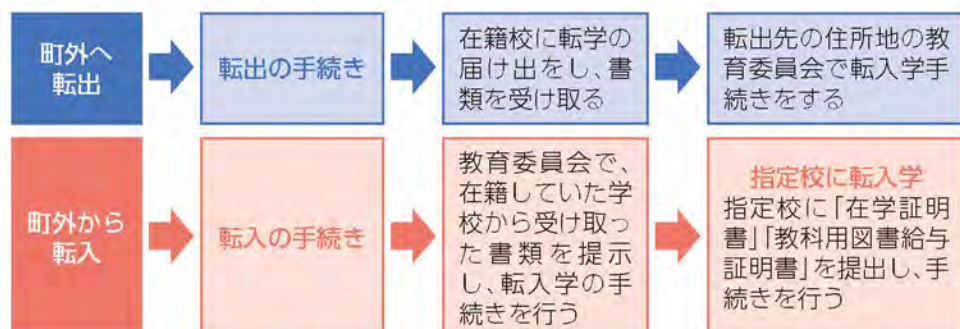 町外へ
転出
転出の手続き
在籍校に転学の
届け出をし、書
類を受け取る
転出先の住所地の教
育委員会で転入学手
続きをする
町外から
転入
転入の手続き
教育委員会で、
在籍していた学
校から受け取っ
た書類を提示
し、転入学の手
続きを行う
指定校に転入学
指定校に「在学証明
書」「教科用図書給与
証明書」を提出し、手
続きを行う